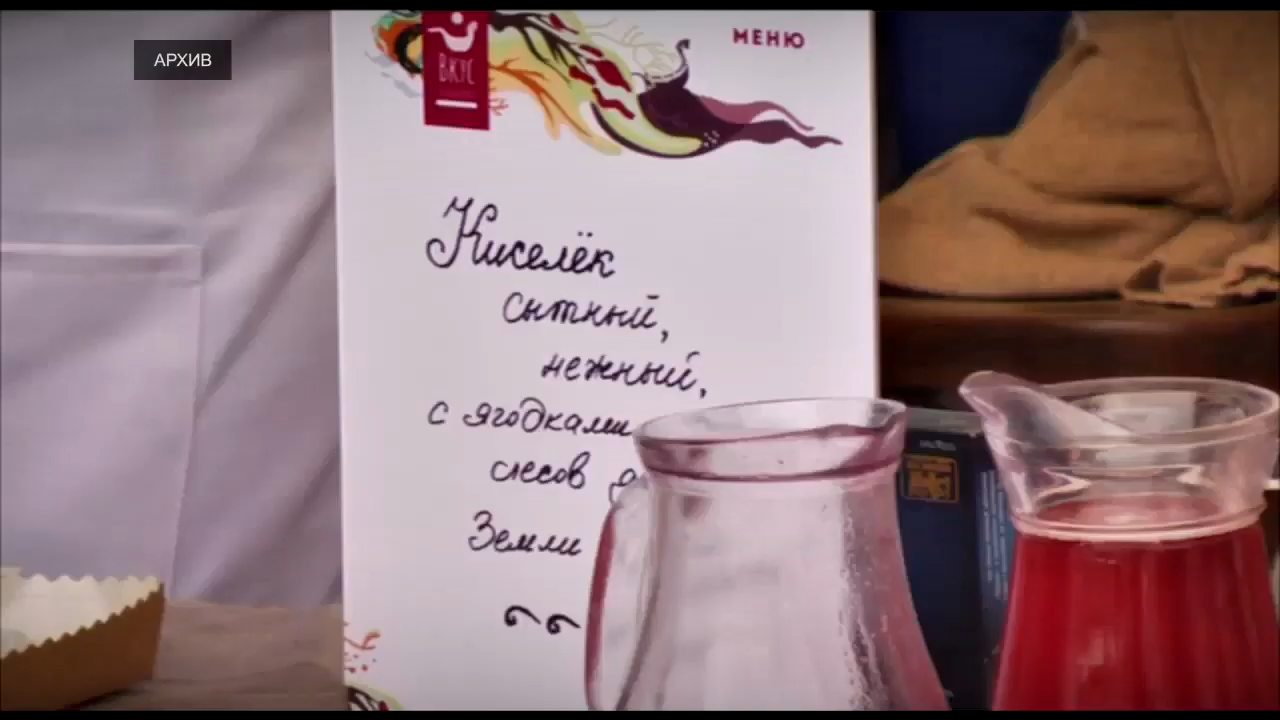 АРХИВ
МЕНЮ
ВКУС
Киселёк
сытный,
нежный,
с ягодками
лесов
Земли